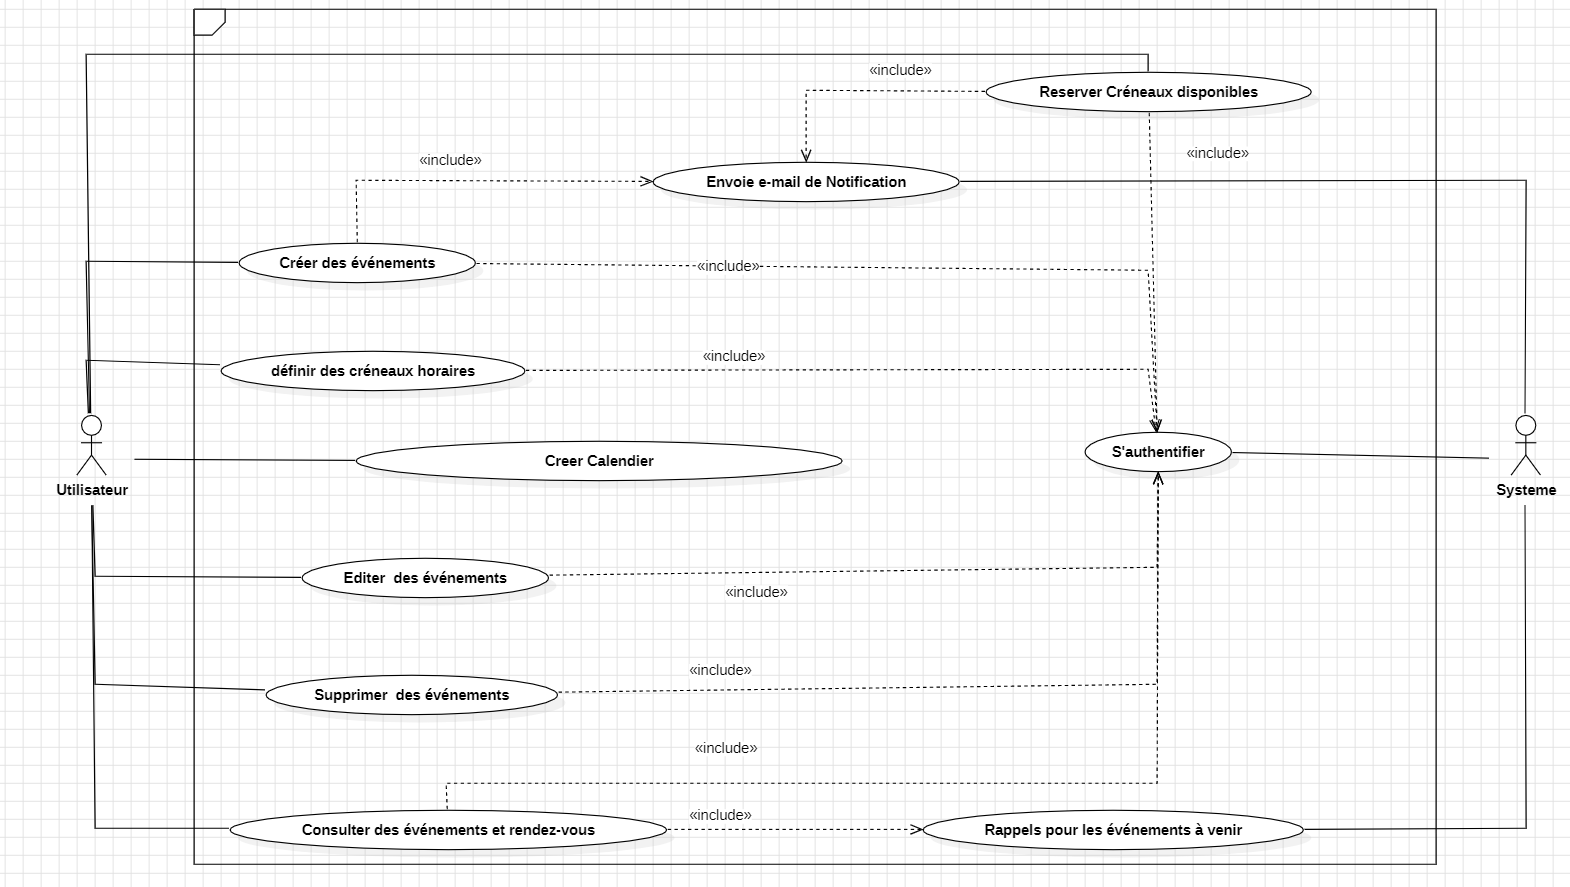 «include»
Reserver Créneaux disponibles
«include»
«include»
Envoie e-mail de Notification
Créer des événements
«include»
«include»
définir des créneaux horaires
S'authentifier
Creer Calendier
Utilisateur
Systeme
Editer  des événements
«include»
«include»
Supprimer  des événements
«include»
«include»
Consulter des événements et rendez-vous
Rappels pour les événements à venir